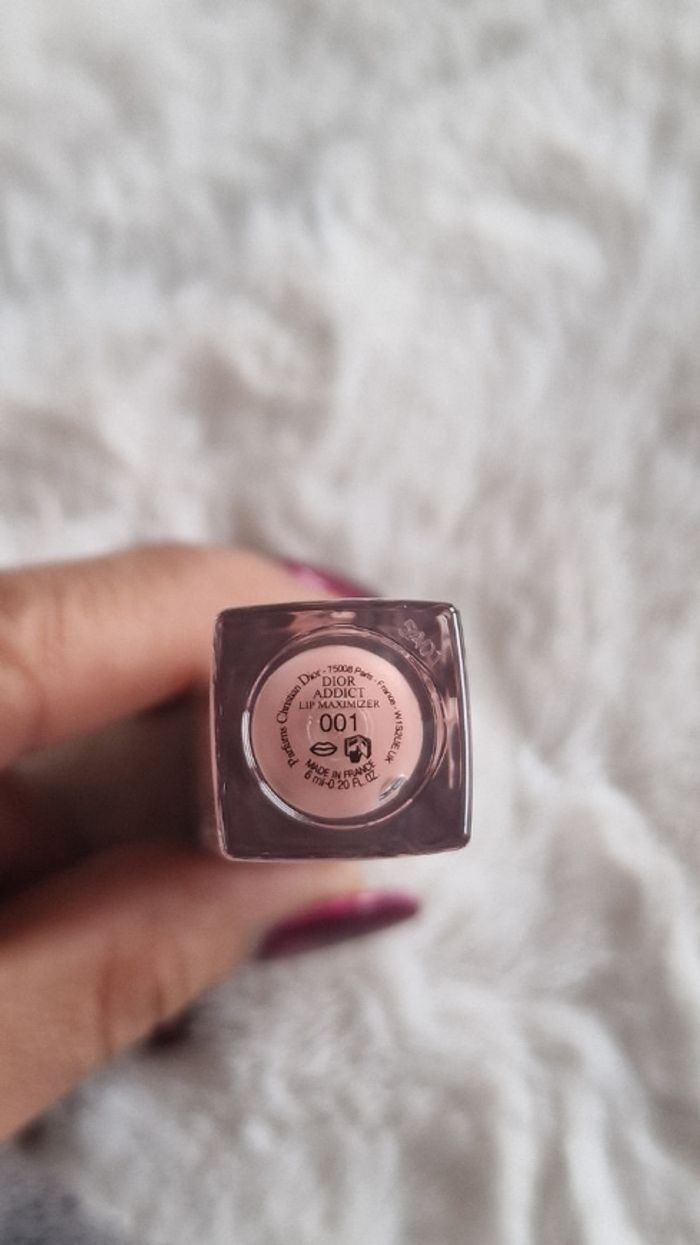 Parfums Christian Dior - 75008 Paris - France - W1S2UE UK
DIOR
ADDICT
LIP MAXIMIZER
001
MADE IN FRANCE
6 ml-0.20 FL.OZ.